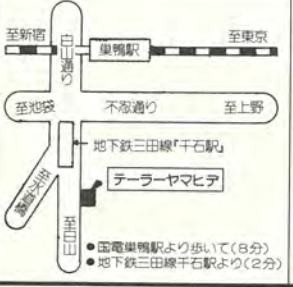 至新宿
白山通り
巣鴨駅
至東京
至池袋
不忍通り
至上野
地下鉄三田線『千石駅』
テーラーヤマヒデ
至水道橋
至白山
●国電巣鴨駅より歩いて(8分)
●地下鉄三田線千石駅より(2分)